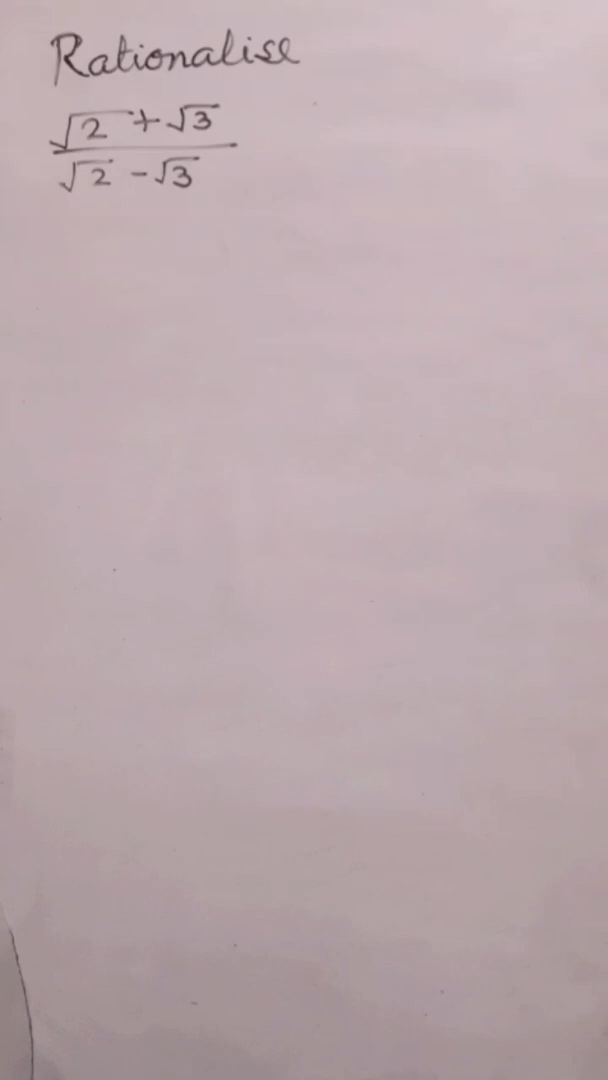 Rationalise
√2 + √3
√2 - √3